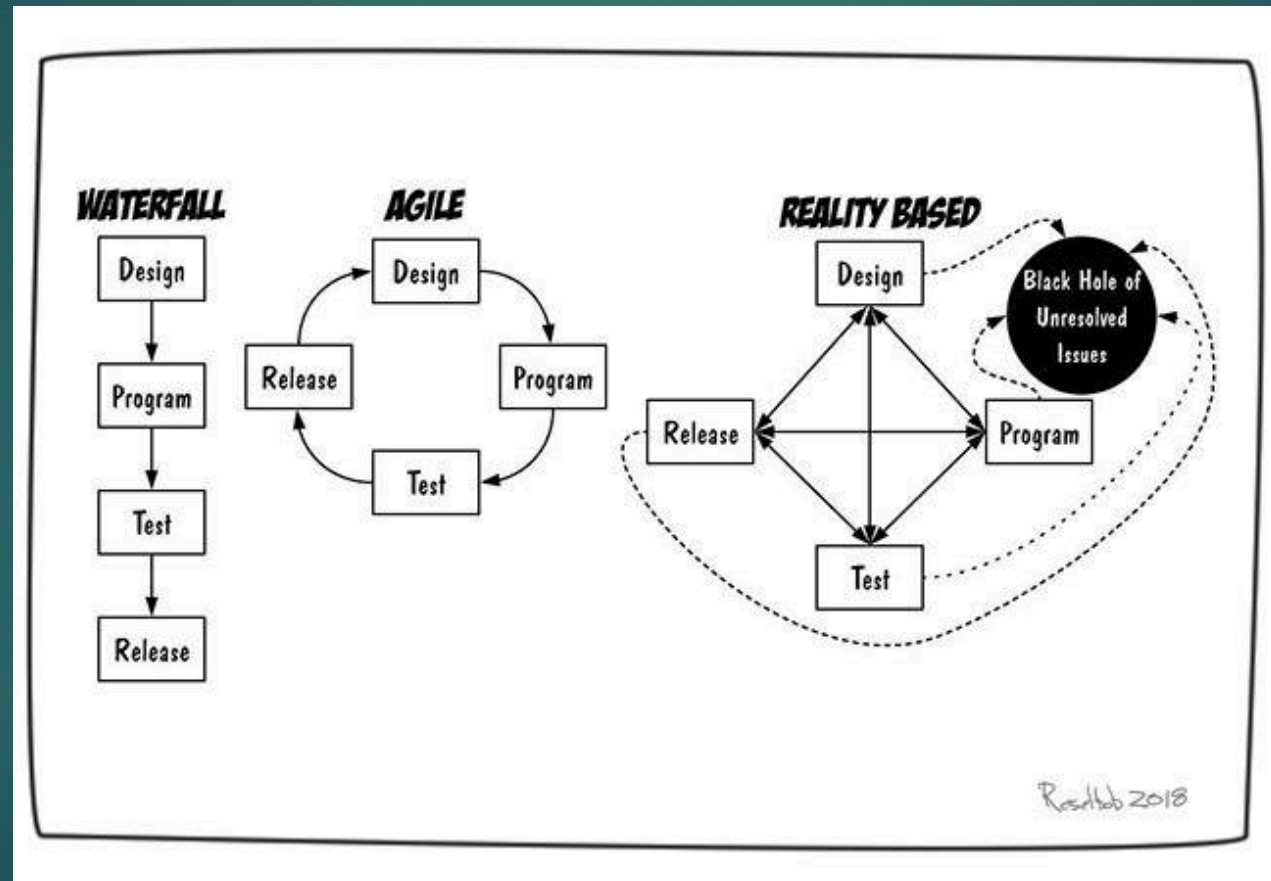 WATERFALL
Design
Program
Test
Release
AGILE
Design
Program
Test
Release
REALITY BASED
Design
Black Hole of
Unresolved
Issues
Release
Program
Test
2018